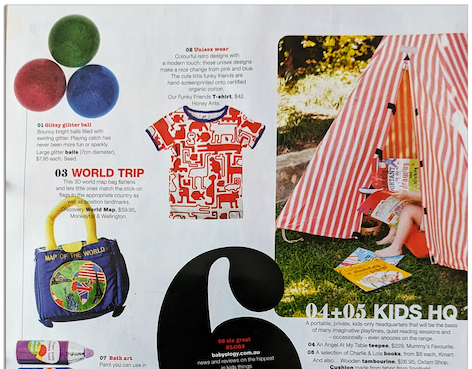 01 Glitzy glitter ball
Bouncy bright balls filled with
swirling glitter. Playing catch has
never been more fun or sparkly.
Large glitter balls (7cm diameter),
$7.95 each, Seed.
02 Unisex wear
Colourful retro designs with
a modern touch: these unisex designs
make a nice change from pink and blue.
The cute little funky friends are
hand-screenprinted onto certified
organic cotton.
Our Funky Friends T-shirt, $42,
Honey Ants.
03 WORLD TRIP
This 3D world map bag flattens
and lets little ones match the stick-on
flags to the appropriate country as
well as position landmarks.
Discovery World Map, $59.95,
Monkeytail & Wellington.
MAP OF THE WORLD
6
06 six great
BLOGS
babyology.com.au
news and reviews on the hippest
in kids things
04+05 KIDS HQ
A portable, private, kids-only headquarters that will be the basis
of many imaginative playtimes, quiet reading sessions and
– occasionally – even snoozes on the range.
04 An Angel At My Table teepee, $229, Mummy's Favourite.
05 A selection of Charlie & Lola books, from $6 each, Kmart.
And also... Wooden tambourine, $26.95, Oxfam Shop.
Cushion made from fabric from
07 Bath art
Paint you can use in